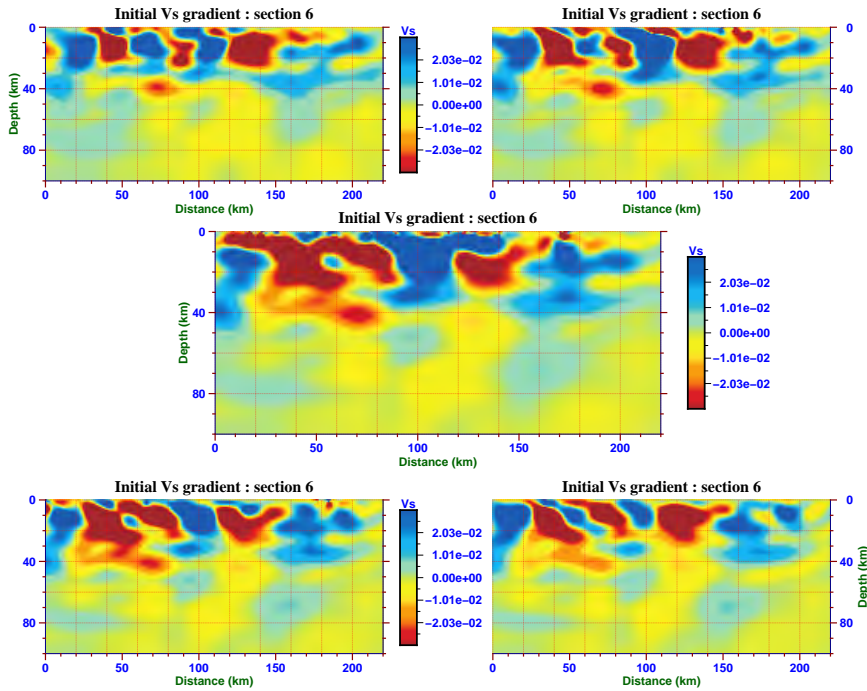 Initial Vs gradient : section 6
0
40
80
Depth (km)
0 50 100 150 200
Distance (km)
Vs
2.03e−02
1.01e−02
0.00e+00
−1.01e−02
−2.03e−02
Initial Vs gradient : section 6
0
40
80
0 50 100 150 200
Distance (km)
Initial Vs gradient : section 6
0
40
80
Depth (km)
0 50 100 150 200
Distance (km)
Vs
2.03e−02
1.01e−02
0.00e+00
−1.01e−02
−2.03e−02
Initial Vs gradient : section 6
0
40
80
0 50 100 150 200
Distance (km)
Vs
2.03e−02
1.01e−02
0.00e+00
−1.01e−02
−2.03e−02
Initial Vs gradient : section 6
0
40
80
0 50 100 150 200
Distance (km)
Depth (km)